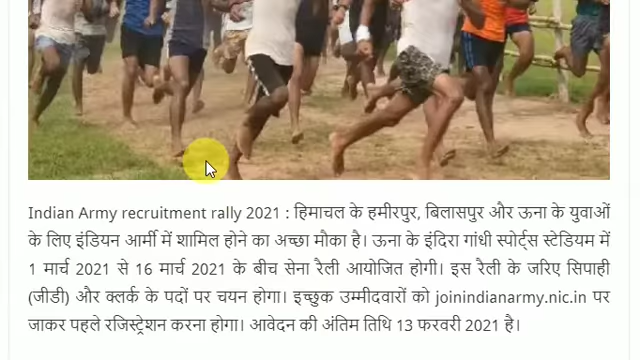 Indian Army recruitment rally 2021 : हिमाचल के हमीरपुर, बिलासपुर और ऊना के युवाओं
के लिए इंडियन आर्मी में शामिल होने का अच्छा मौका है। ऊना के इंदिरा गांधी स्पोर्ट्स स्टेडियम में
1 मार्च 2021 से 16 मार्च 2021 के बीच सेना रैली आयोजित होगी। इस रैली के जरिए सिपाही
(जीडी) और क्लर्क के पदों पर चयन होगा। इच्छुक उम्मीदवारों को joinindianarmy.nic.in पर
जाकर पहले रजिस्ट्रेशन करना होगा। आवेदन की अंतिम तिथि 13 फरवरी 2021 है।